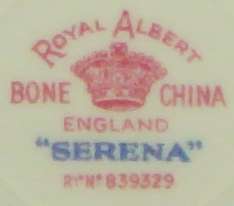 ROYAL ALBERT
BONE CHINA
ENGLAND
"SERENA"
Rᴰ Nº 839329